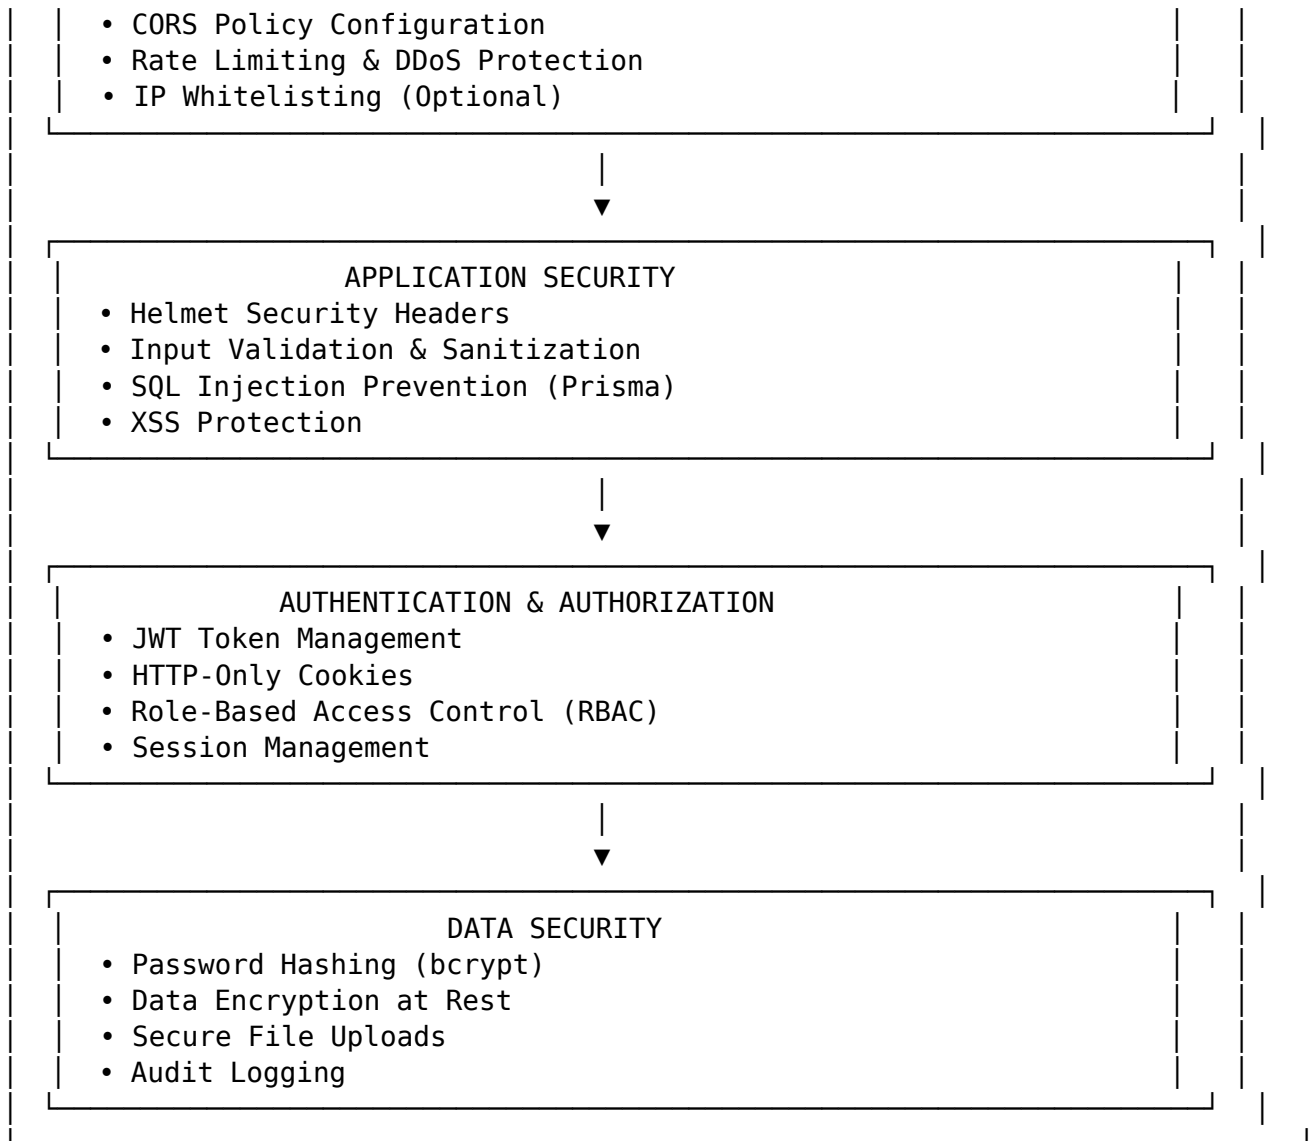 • CORS Policy Configuration
• Rate Limiting & DDoS Protection
• IP Whitelisting (Optional)
APPLICATION SECURITY
• Helmet Security Headers
• Input Validation & Sanitization
• SQL Injection Prevention (Prisma)
• XSS Protection
AUTHENTICATION & AUTHORIZATION
• JWT Token Management
• HTTP-Only Cookies
• Role-Based Access Control (RBAC)
• Session Management
DATA SECURITY
• Password Hashing (bcrypt)
• Data Encryption at Rest
• Secure File Uploads
• Audit Logging